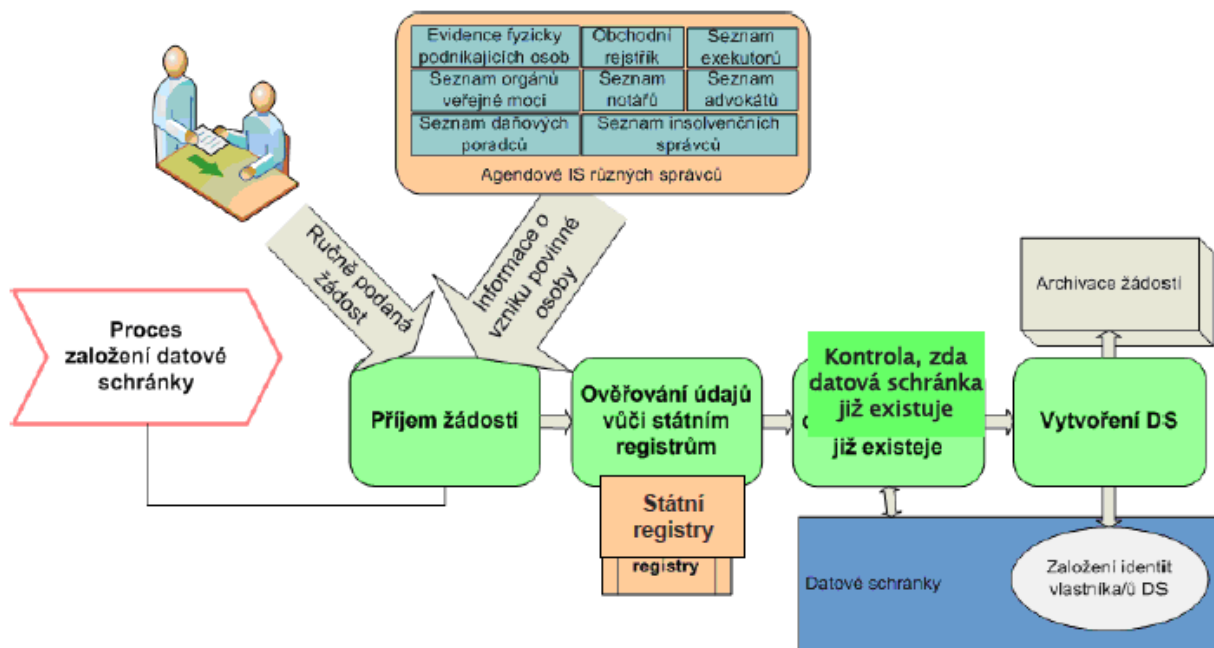 Evidence fyzicky
podnikajicích osob
Obchodní
rejstřík
Seznam
exekutorů
Seznam orgánů
veřejné moci
Seznam
notářů
Seznam
advokátů
Seznam daňových
poradců
Seznam insolvenčních
správců
Agendové IS různých správců
Ručně podaná
žádost
Informace o
vzniku povinné
osoby
Archivace žádostí
Proces
založení datové
schránky
Příjem žádosti
Ověřování údajů
vůči státním
registrům
Kontrola, zda
datová schránka
již existuje
již existeje
Vytvoření DS
Státní
registry
registry
Datové schránky
Založení identit
vlastníka/ů DS